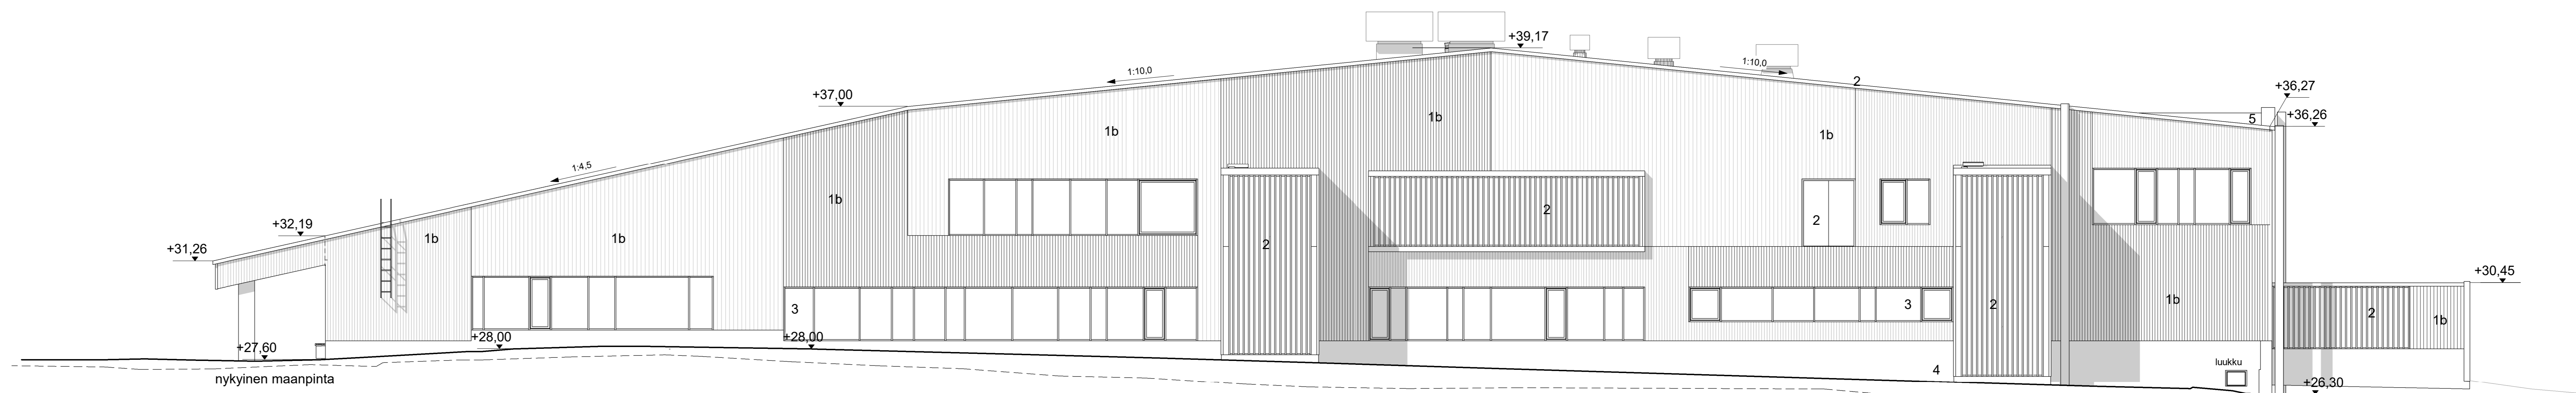 +39,17
1:10,0
1:10,0
2
+36,27
+37,00
+36,26
5
1b
1b
1b
1:4,5
1b
2
2
+32,19
1b
1b
+31,26
2
+30,45
1b
3
3
2
2
1b
+28,00
+28,00
+27,60
luukku
4
nykyinen maanpinta
+26,30